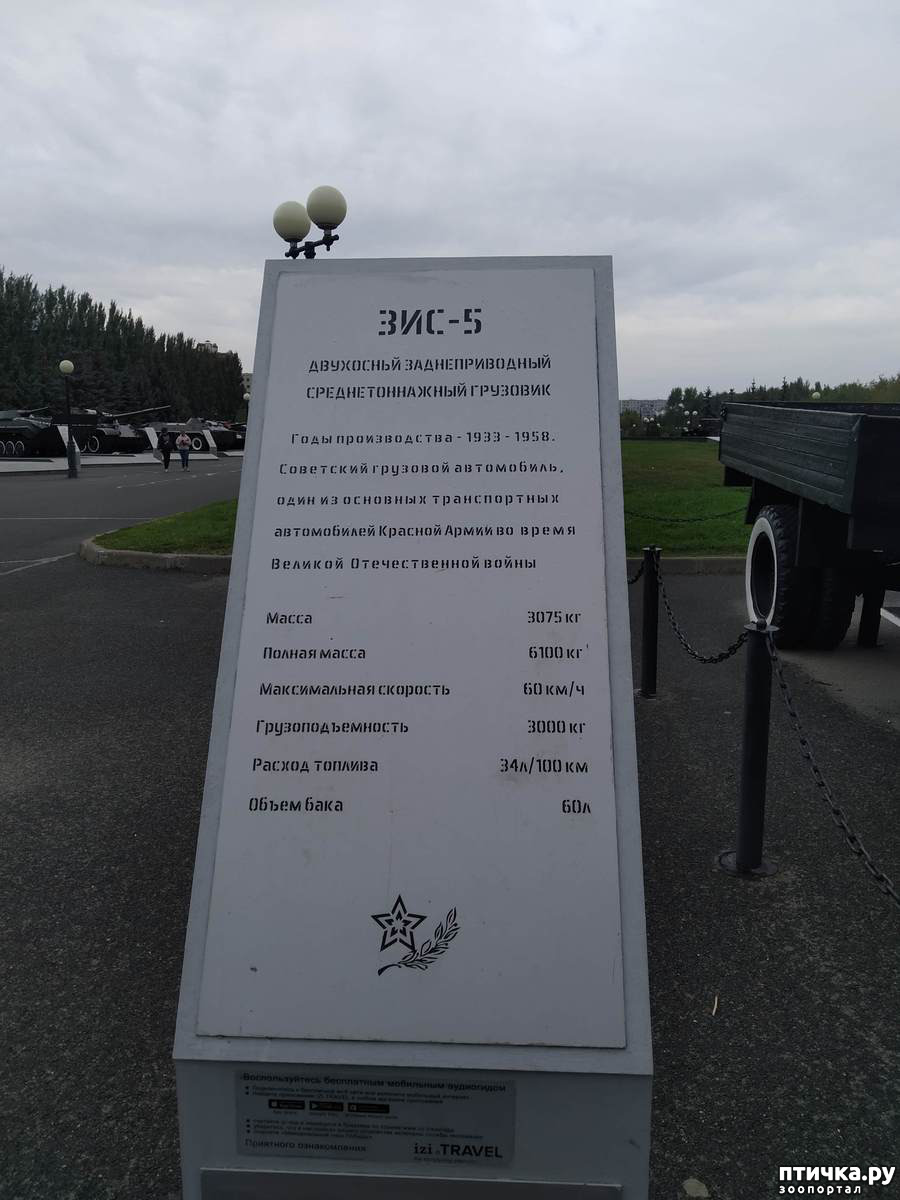 ЗИС-5
ДВУХОСНЫЙ ЗАДНЕПРИВОДНЫЙ
СРЕДНЕТОННАЖНЫЙ ГРУЗОВИК
Годы производства - 1933 - 1958.
Советский грузовой автомобиль,
один из основных транспортных
автомобилей Красной Армии во время
Великой Отечественной войны
Масса 3075 кг
Полная масса 6100 кг
Максимальная скорость 60 км/ч
Грузоподъемность 3000 кг
Расход топлива 34л/100 км
Объем бака 60л
Воспользуйтесь бесплатным мобильным аудиогидом
Приятного ознакомления
izi.TRAVEL
птичка.ру
зоопортал